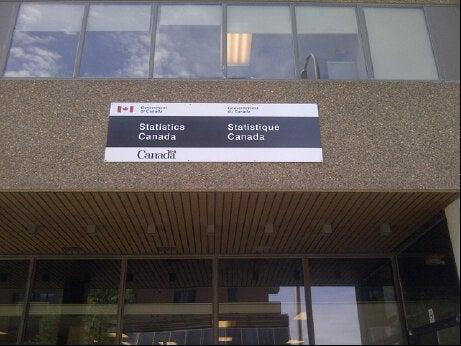 Government of Canada
Gouvernement du Canada
Statistics Canada
Statistique Canada
Canada